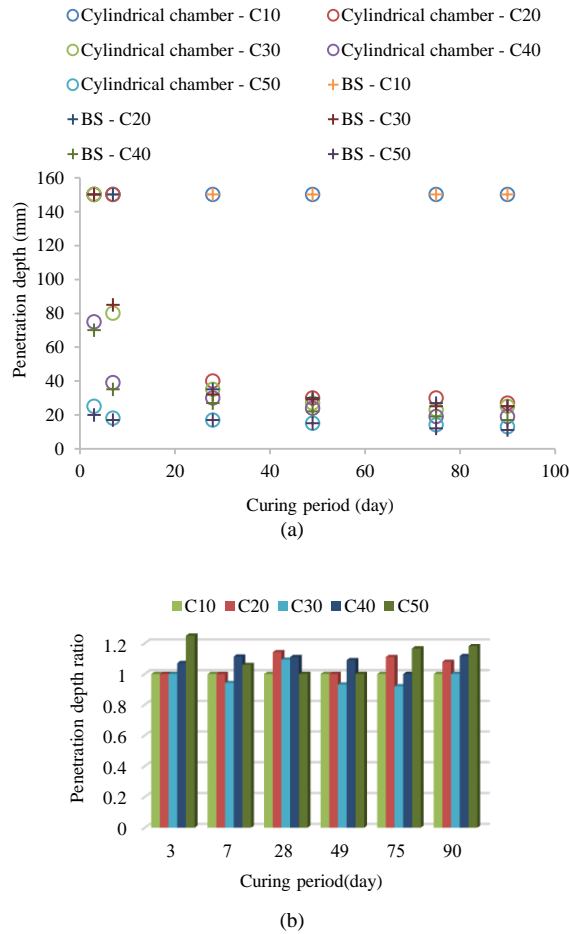 Cylindrical chamber - C10
Cylindrical chamber - C20
Cylindrical chamber - C30
Cylindrical chamber - C40
Cylindrical chamber - C50
BS - C10
BS - C20
BS - C30
BS - C40
BS - C50
160
140
120
100
80
60
40
20
0
Penetration depth (mm)
0 20 40 60 80 100
Curing period (day)
(a)
C10 C20 C30 C40 C50
1.2
1
0.8
0.6
0.4
0.2
0
Penetration depth ratio
3 7 28 49 75 90
Curing period(day)
(b)